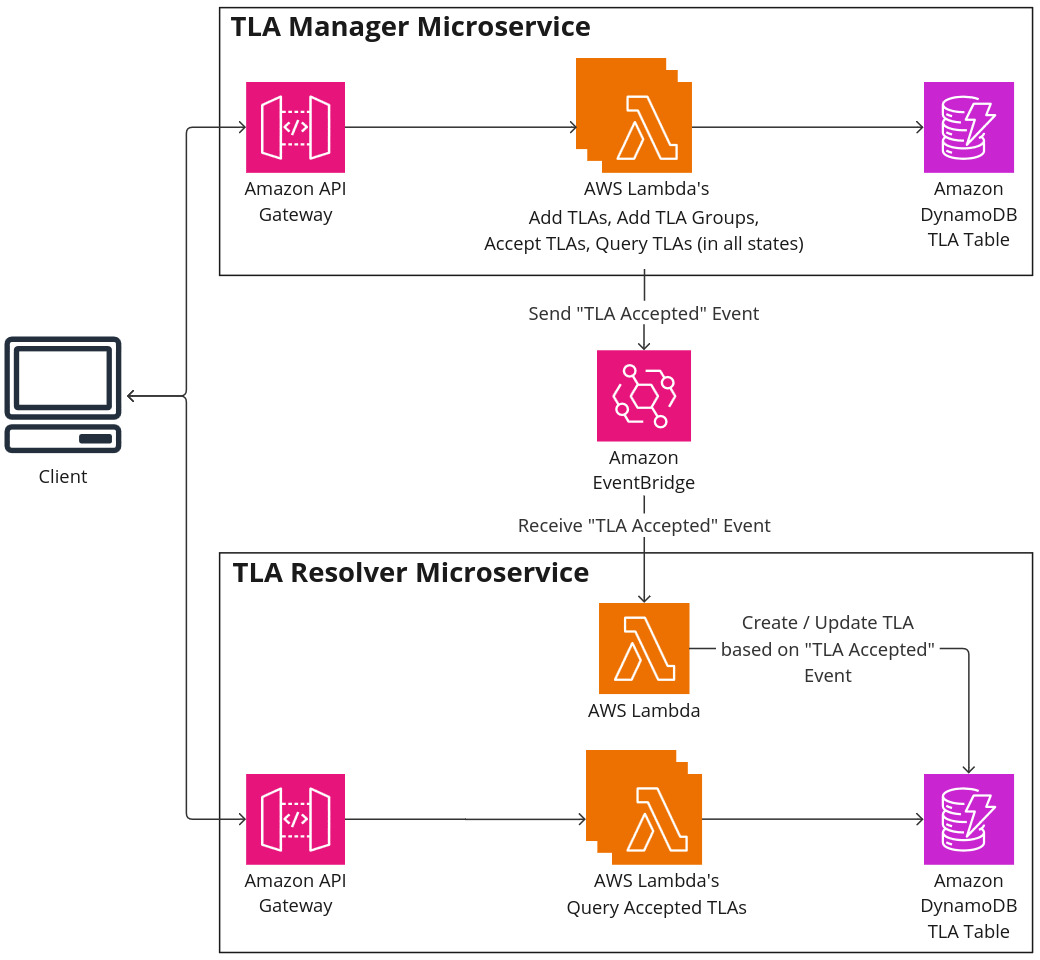 TLA Manager Microservice
Amazon API
Gateway
AWS Lambda's
Add TLAs, Add TLA Groups,
Accept TLAs, Query TLAs (in all states)
Amazon
DynamoDB
TLA Table
Send "TLA Accepted" Event
Client
Amazon
EventBridge
Receive "TLA Accepted" Event
TLA Resolver Microservice
Create / Update TLA
based on "TLA Accepted"
Event
AWS Lambda
Amazon API
Gateway
AWS Lambda's
Query Accepted TLAs
Amazon
DynamoDB
TLA Table